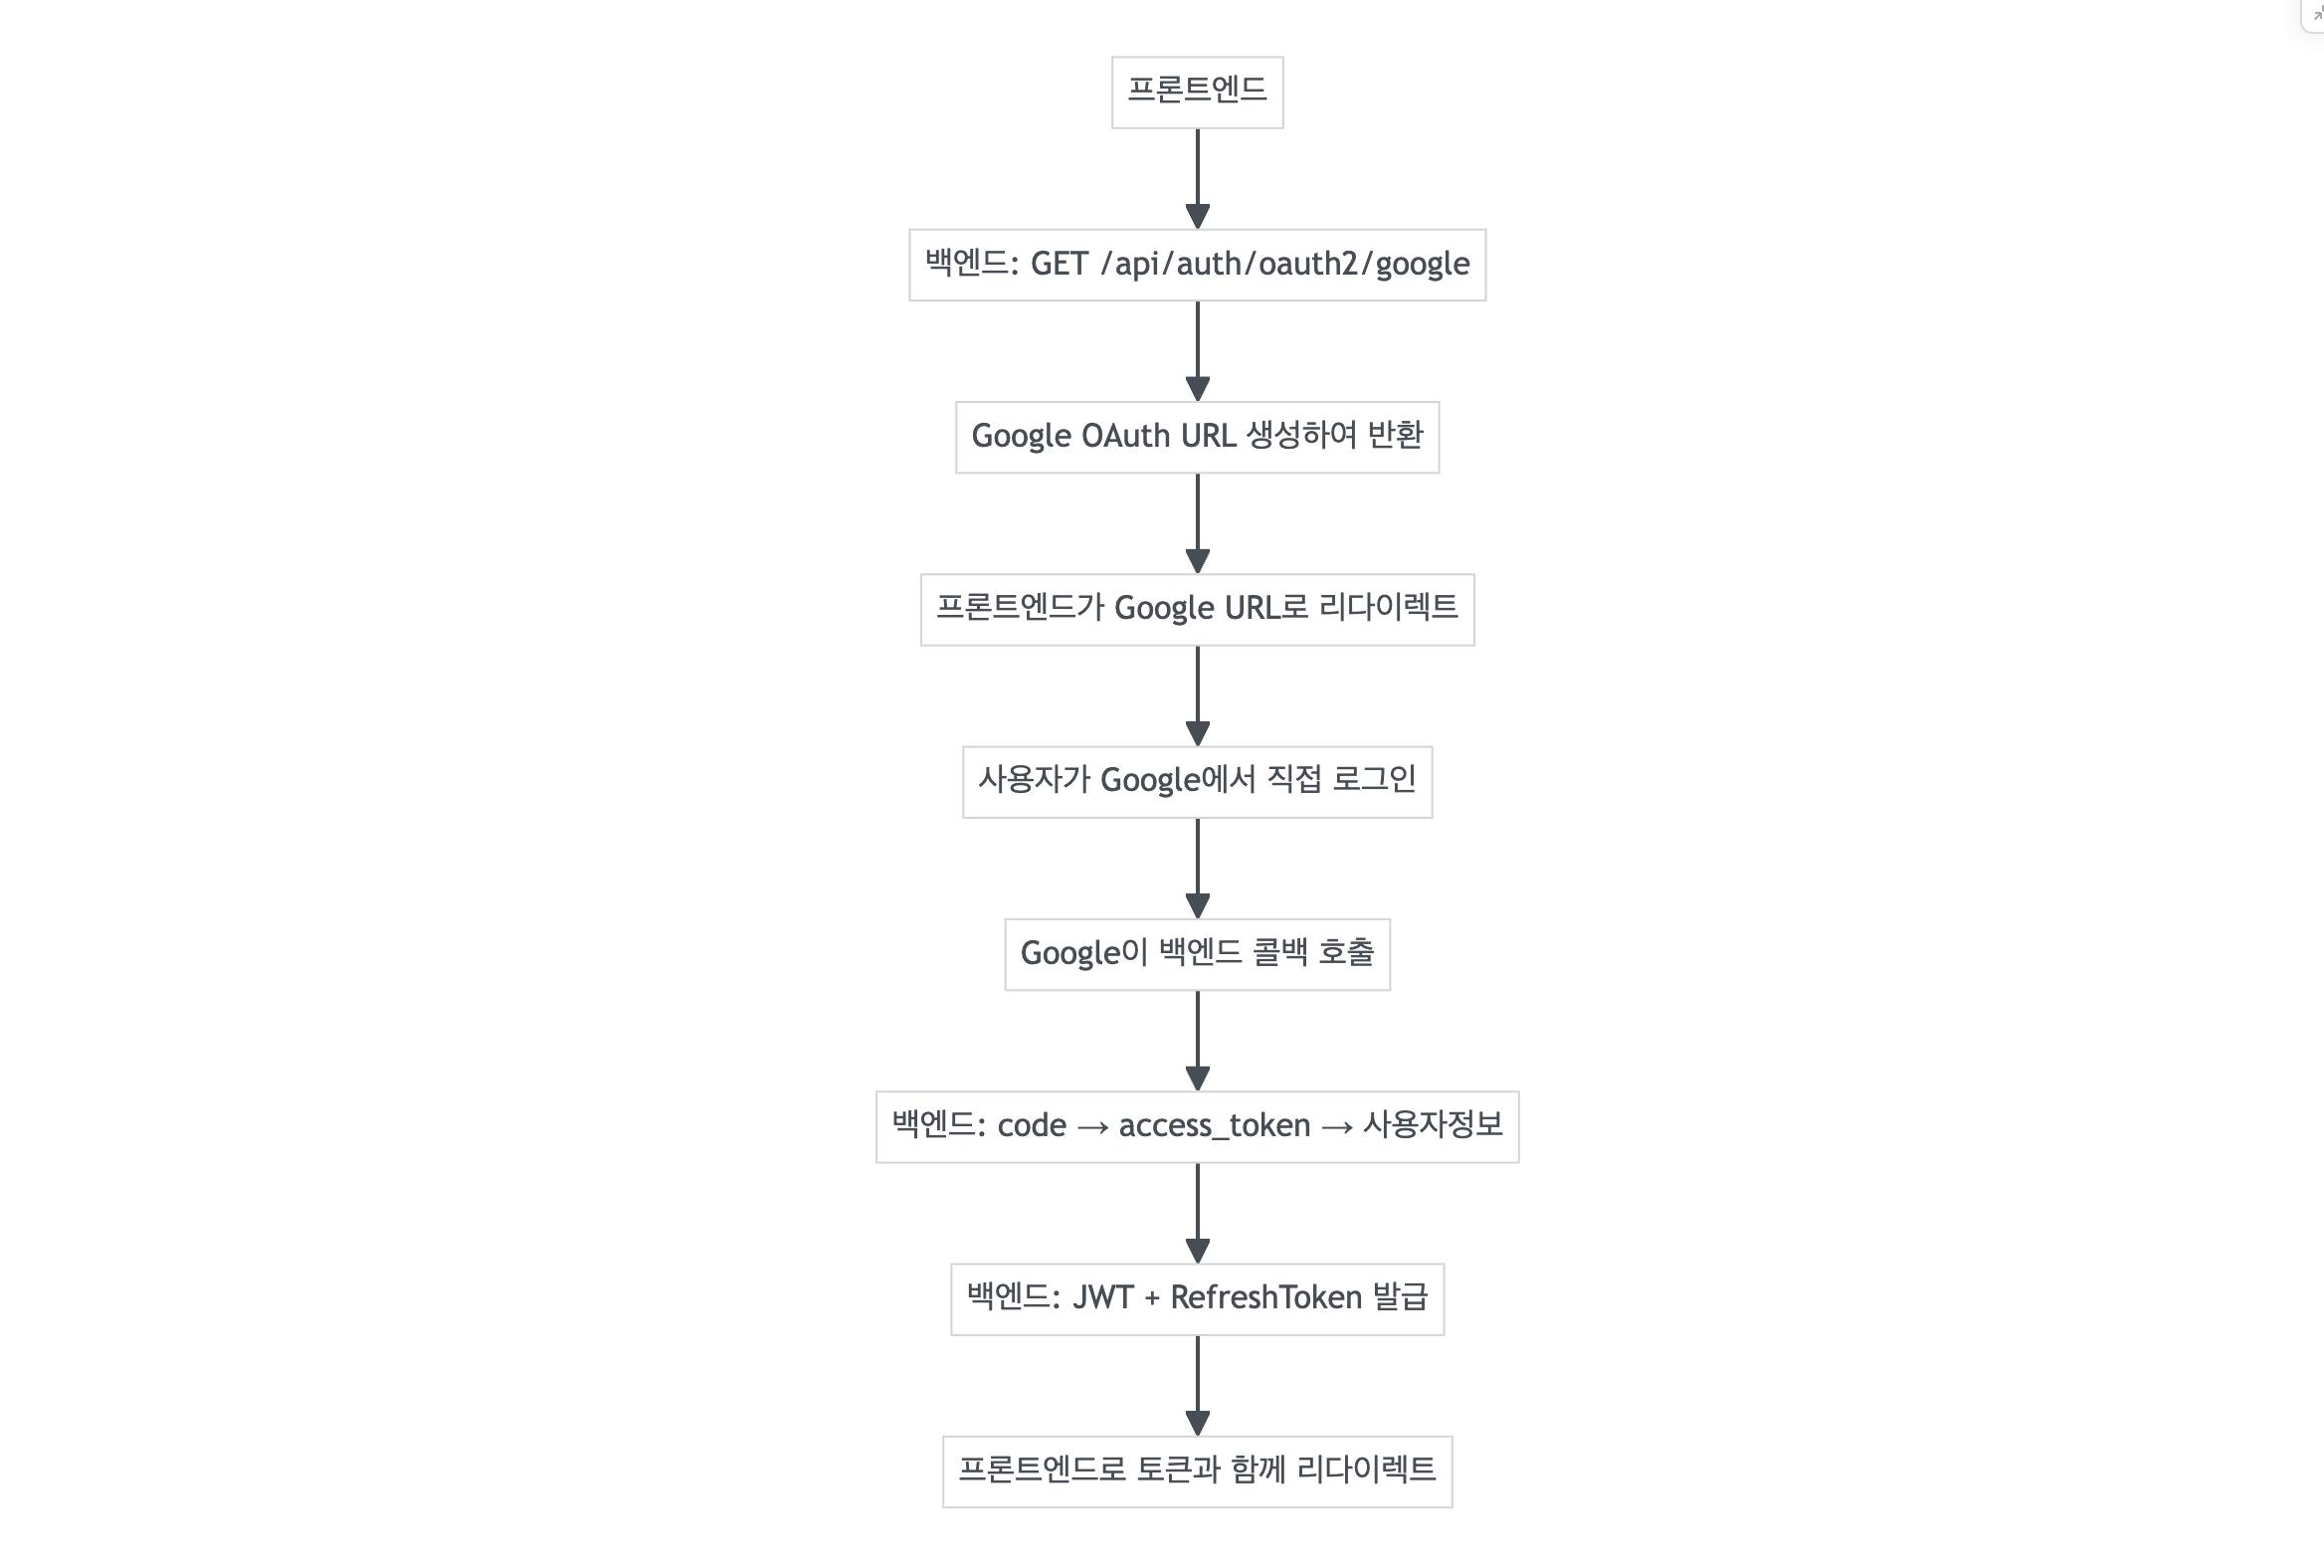 프론트엔드
백엔드: GET /api/auth/oauth2/google
Google OAuth URL 생성하여 반환
프론트엔드가 Google URL로 리다이렉트
사용자가 Google에서 직접 로그인
Google이 백엔드 콜백 호출
백엔드: code → access_token → 사용자정보
백엔드: JWT + RefreshToken 발급
프론트엔드로 토큰과 함께 리다이렉트